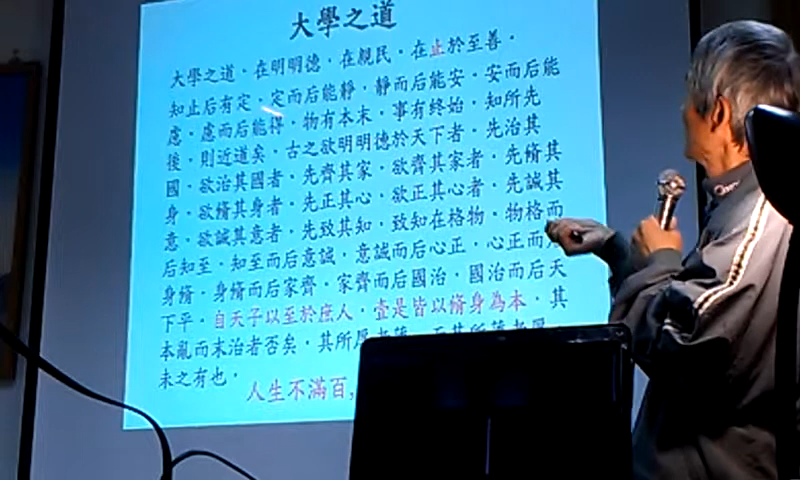 大學之道
大學之道．在明明德．在親民．在止於至善．
知止后有定．定而后能靜．靜而后能安．安而后能
慮．慮而后能得．物有本末．事有終始．知所先
後．則近道矣．古之欲明明德於天下者．先治其
國．欲治其國者．先齊其家．欲齊其家者．先脩其
身．欲脩其身者．先正其心．欲正其心者．先誠其
意．欲誠其意者．先致其知．致知在格物．物格而
后知至．知至而后意誠．意誠而后心正．心正而
身脩．身脩而后家齊．家齊而后國治．國治而后天
下平．自天子以至於庶人．壹是皆以脩身為本．其
本亂而末治者否矣．其所厚者薄．
未之有也．
人生不滿百，